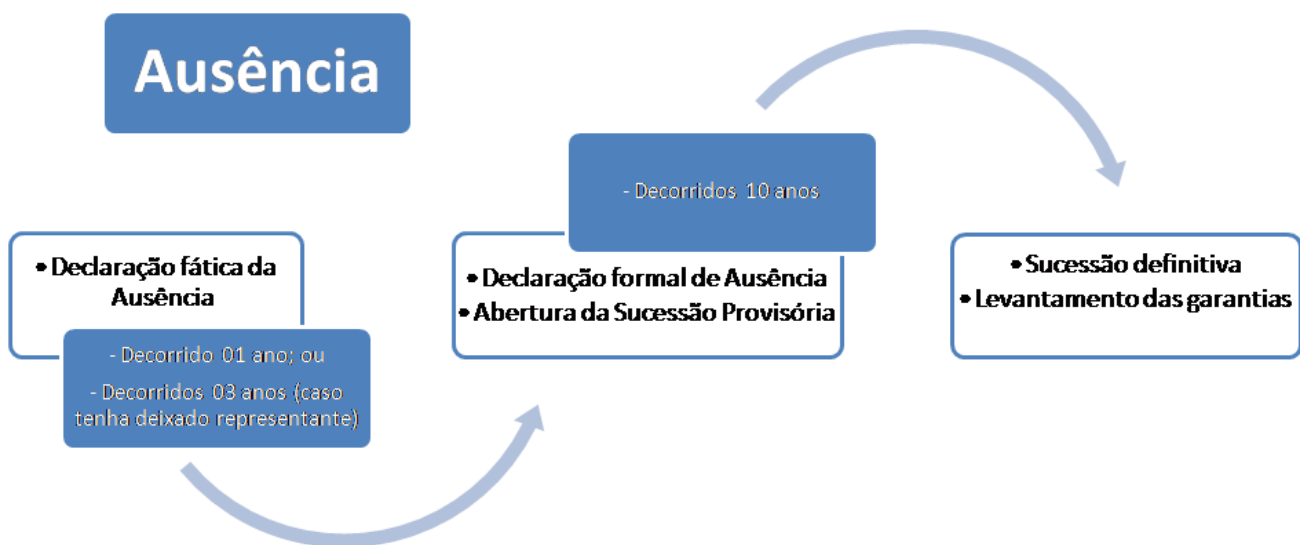 Ausência
• Declaração fática da
Ausência
- Decorrido 01 ano; ou
- Decorridos 03 anos (caso
tenha deixado representante)
- Decorridos 10 anos
• Declaração formal de Ausência
• Abertura da Sucessão Provisória
• Sucessão definitiva
• Levantamento das garantias